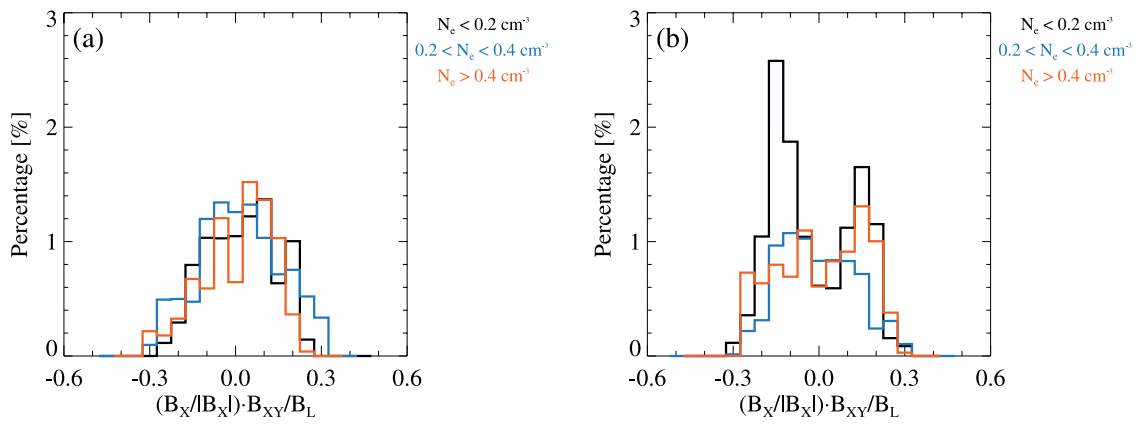 (a)
N_e < 0.2 cm⁻³
0.2 < N_e < 0.4 cm⁻³
N_e > 0.4 cm⁻³
Percentage [%]
3
2
1
0
-0.6 -0.3 0.0 0.3 0.6
(B_X/|B_X|)·B_XY/B_L
(b)
N_e < 0.2 cm⁻³
0.2 < N_e < 0.4 cm⁻³
N_e > 0.4 cm⁻³
Percentage [%]
3
2
1
0
-0.6 -0.3 0.0 0.3 0.6
(B_X/|B_X|)·B_XY/B_L